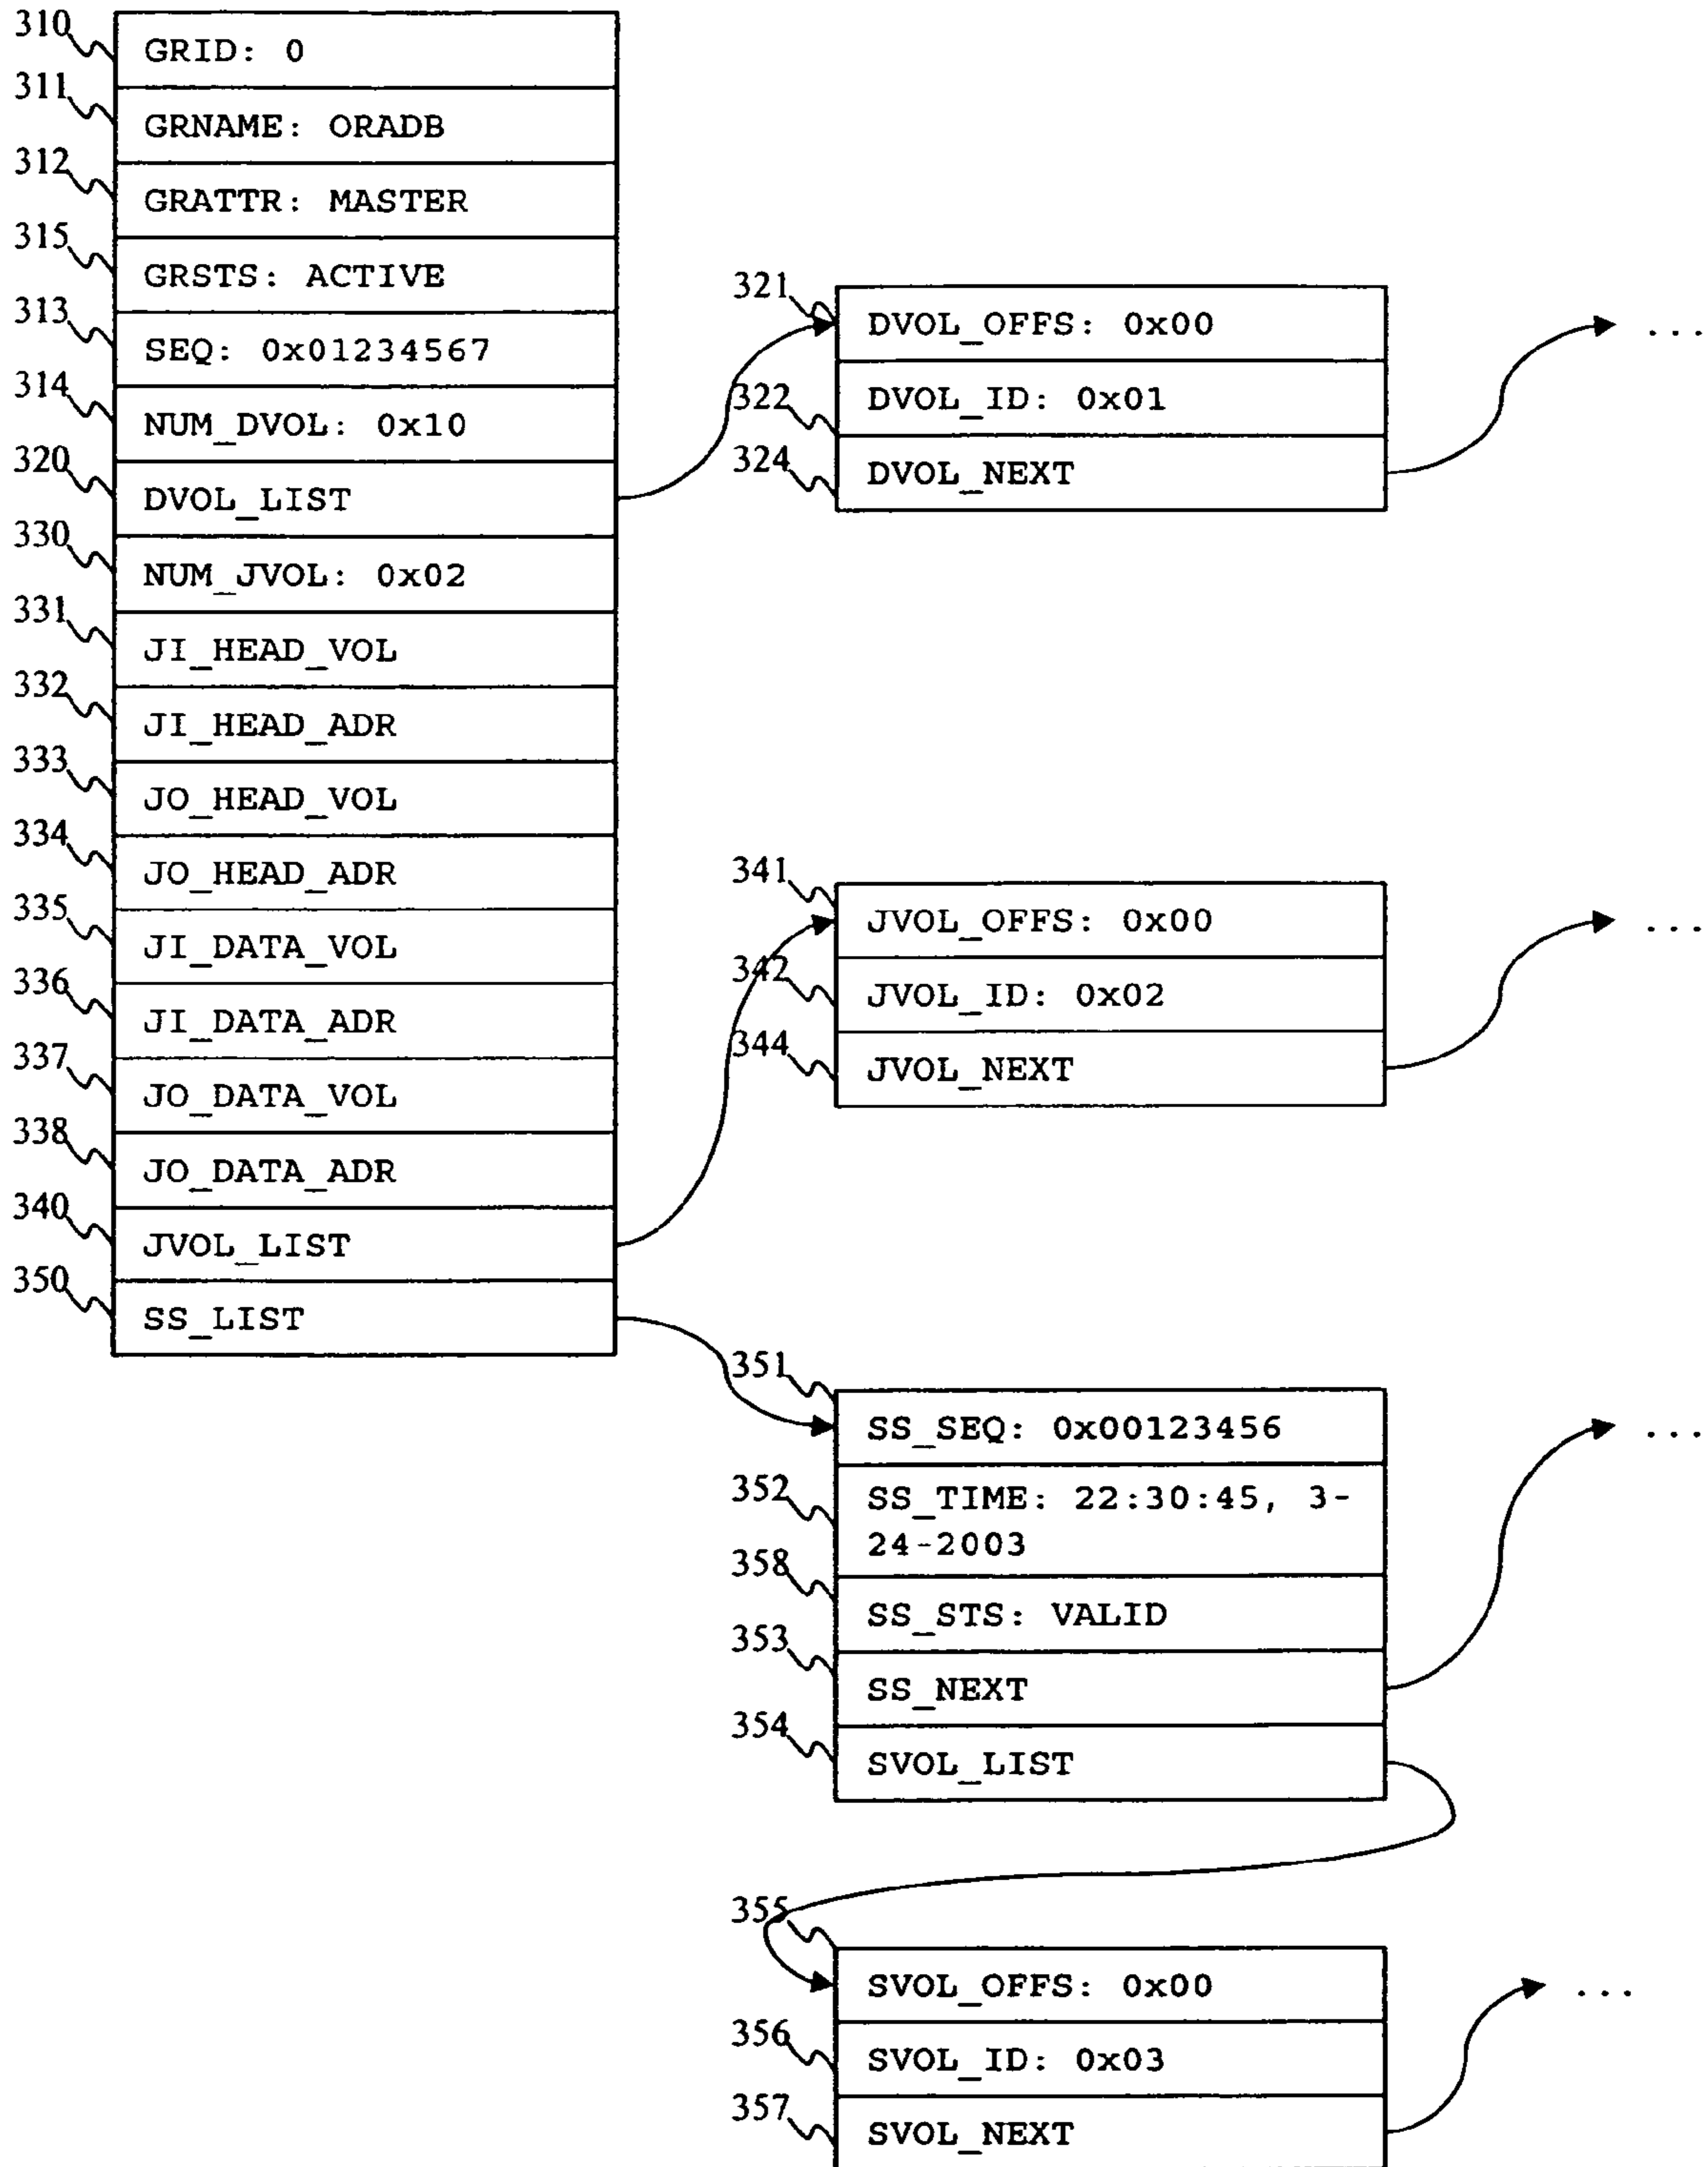 310
GRID: 0
311
GRNAME: ORADB
312
GRATTR: MASTER
315
GRSTS: ACTIVE
313
SEQ: 0x01234567
314
NUM_DVOL: 0x10
320
DVOL_LIST
330
NUM_JVOL: 0x02
331
JI_HEAD_VOL
332
JI_HEAD_ADR
333
JO_HEAD_VOL
334
JO_HEAD_ADR
335
JI_DATA_VOL
336
JI_DATA_ADR
337
JO_DATA_VOL
338
JO_DATA_ADR
340
JVOL_LIST
350
SS_LIST
321
DVOL_OFFS: 0x00
...
322
DVOL_ID: 0x01
324
DVOL_NEXT
341
JVOL_OFFS: 0x00
...
342
JVOL_ID: 0x02
344
JVOL_NEXT
351
SS_SEQ: 0x00123456
...
352
SS_TIME: 22:30:45, 3-
24-2003
358
SS_STS: VALID
353
SS_NEXT
354
SVOL_LIST
355
SVOL_OFFS: 0x00
...
356
SVOL_ID: 0x03
357
SVOL_NEXT